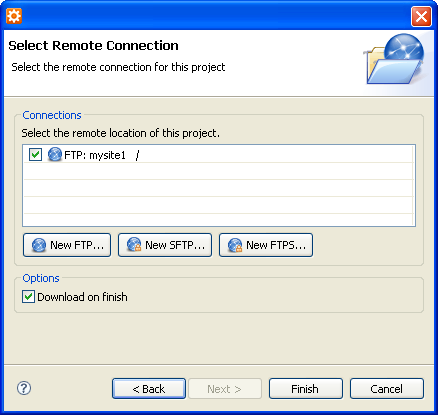 Select Remote Connection
Select the remote connection for this project
Connections
Select the remote location of this project.
FTP: mysite1 /
New FTP... New SFTP... New FTPS...
Options
Download on finish
? < Back Next > Finish Cancel